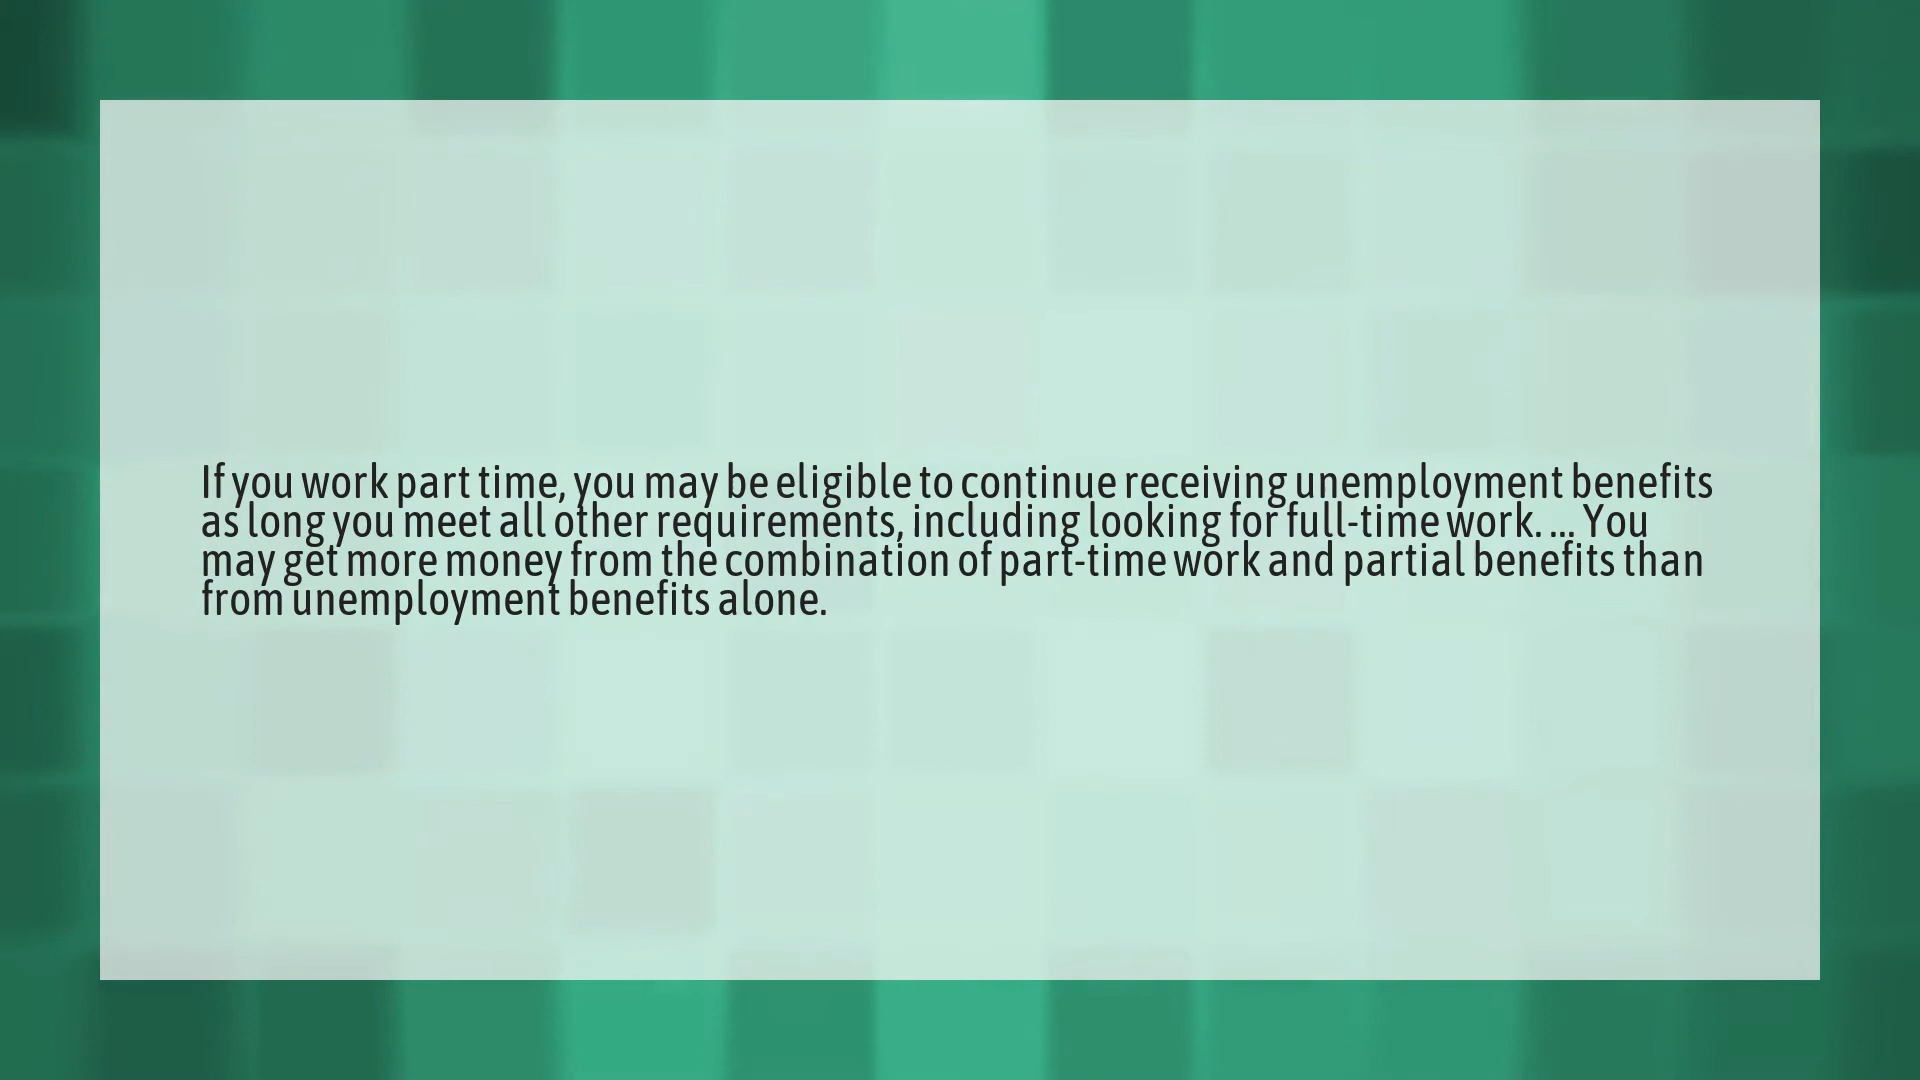 If you work part time, you may be eligible to continue receiving unemployment benefits
as long you meet all other requirements, including looking for full-time work. ... You
may get more money from the combination of part-time work and partial benefits than
from unemployment benefits alone.